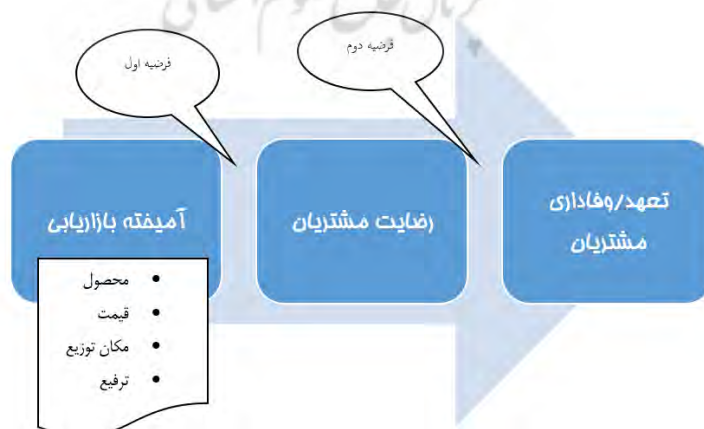 فرضیه اول
فرضیه دوم
آمیخته بازاریابی
رضایت مشتریان
تعهد/وفاداری
مشتریان
• محصول
• قیمت
• مکان توزیع
• ترفیع